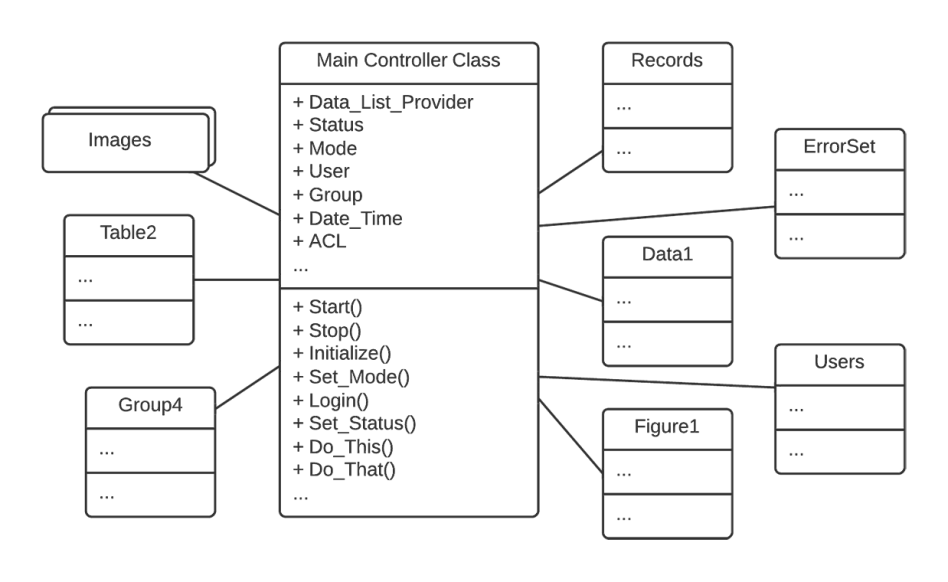 Main Controller Class
+ Data_List_Provider
+ Status
+ Mode
+ User
+ Group
+ Date_Time
+ ACL
...
+ Start()
+ Stop()
+ Initialize()
+ Set_Mode()
+ Login()
+ Set_Status()
+ Do_This()
+ Do_That()
...
Images
Table2
...
...
Group4
...
...
Records
...
...
ErrorSet
...
...
Data1
...
...
Users
...
...
Figure1
...
...